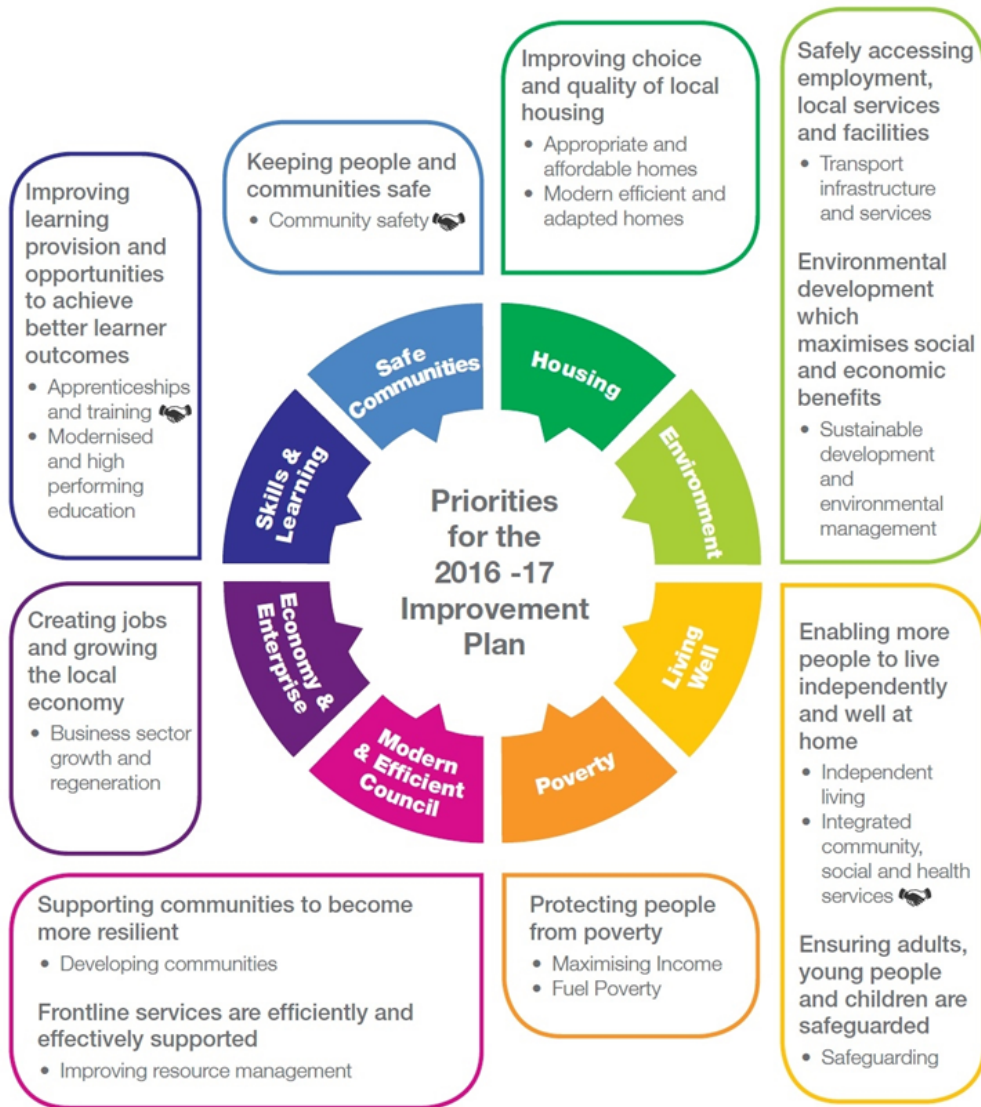 Improving choice
and quality of local
housing
• Appropriate and
affordable homes
• Modern efficient and
adapted homes
Safely accessing
employment,
local services
and facilities
• Transport
infrastructure
and services
Environmental
development
which
maximises social
and economic
benefits
• Sustainable
development
and
environmental
management
Keeping people and
communities safe
• Community safety
Improving
learning
provision and
opportunities
to achieve
better learner
outcomes
• Apprenticeships
and training
• Modernised
and high
performing
education
Safe
Communities
Housing
Environment
Living
Well
Poverty
Modern
& Efficient
Council
Economy &
Enterprise
Skills &
Learning
Priorities
for the
2016 -17
Improvement
Plan
Creating jobs
and growing
the local
economy
• Business sector
growth and
regeneration
Enabling more
people to live
independently
and well at
home
• Independent
living
• Integrated
community,
social and health
services
Ensuring adults,
young people
and children are
safeguarded
• Safeguarding
Supporting communities to become
more resilient
• Developing communities
Frontline services are efficiently and
effectively supported
• Improving resource management
Protecting people
from poverty
• Maximising Income
• Fuel Poverty